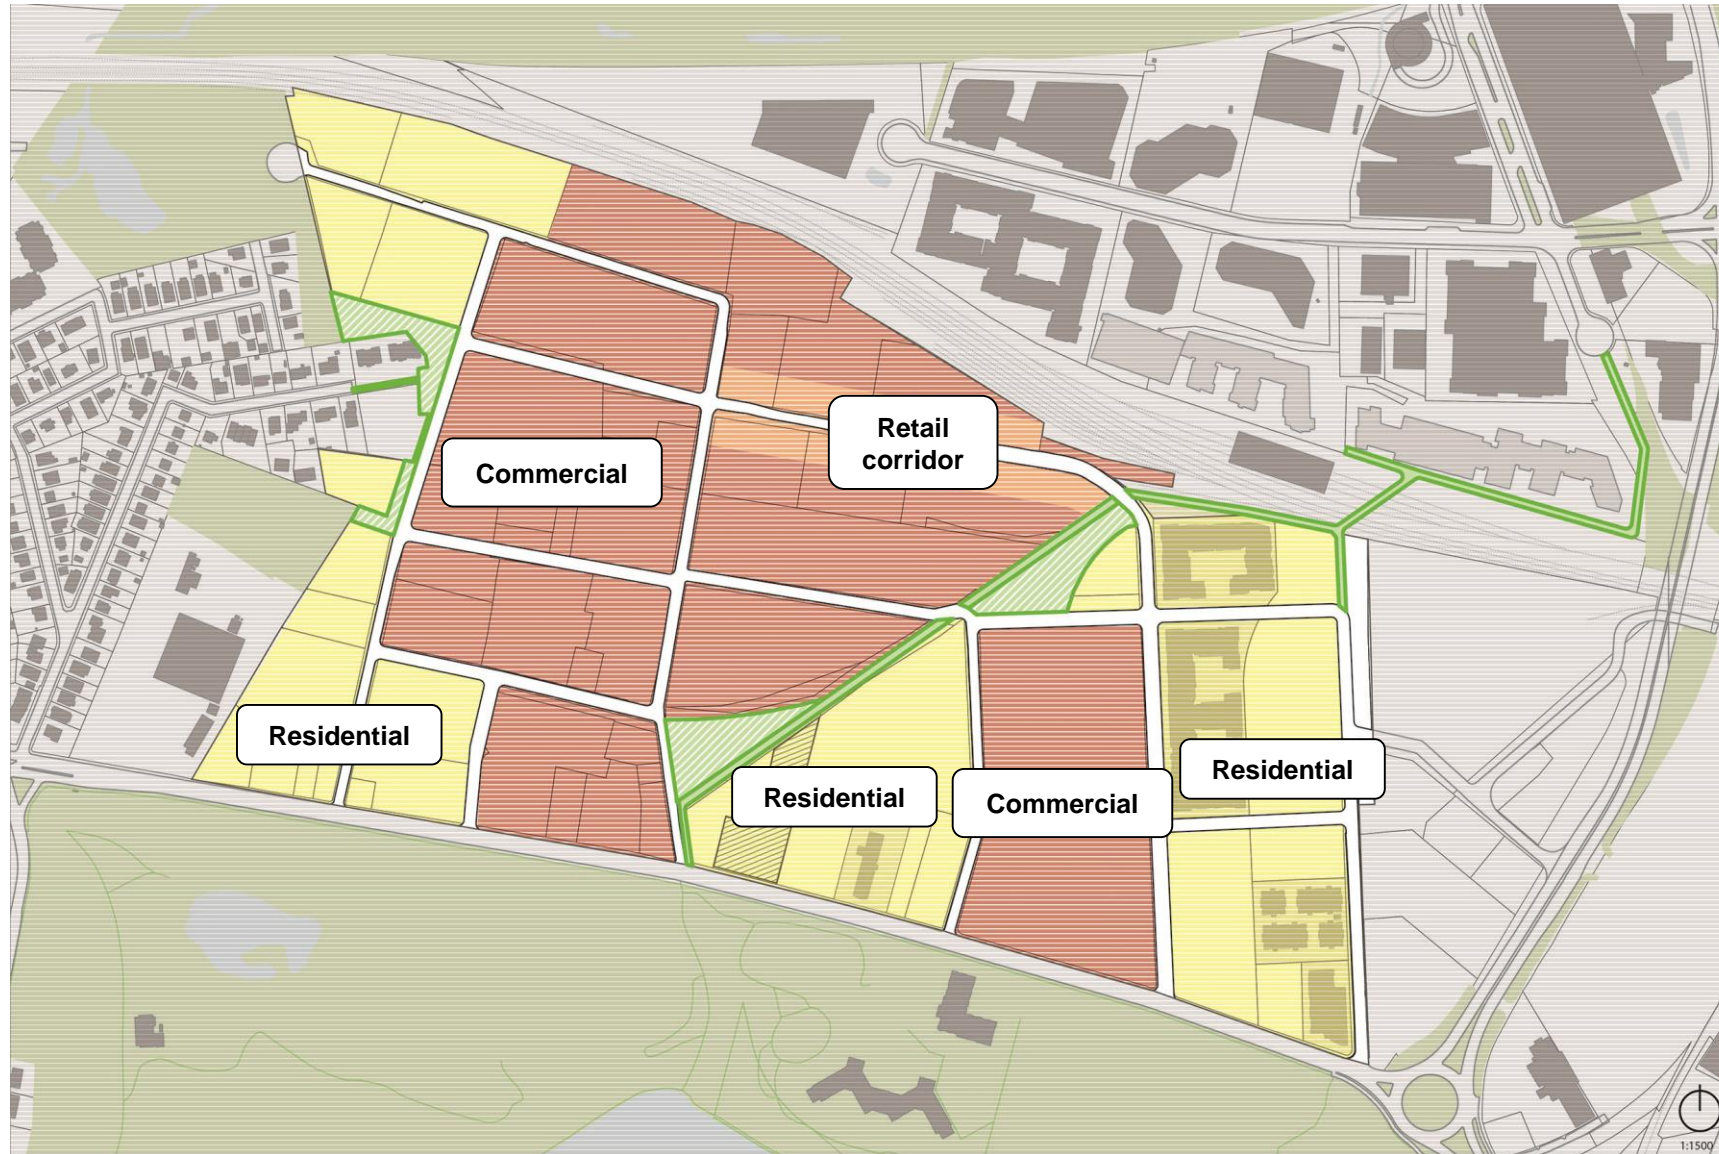 Retail
corridor
Commercial
Residential
Residential
Commercial
Residential
1:1500